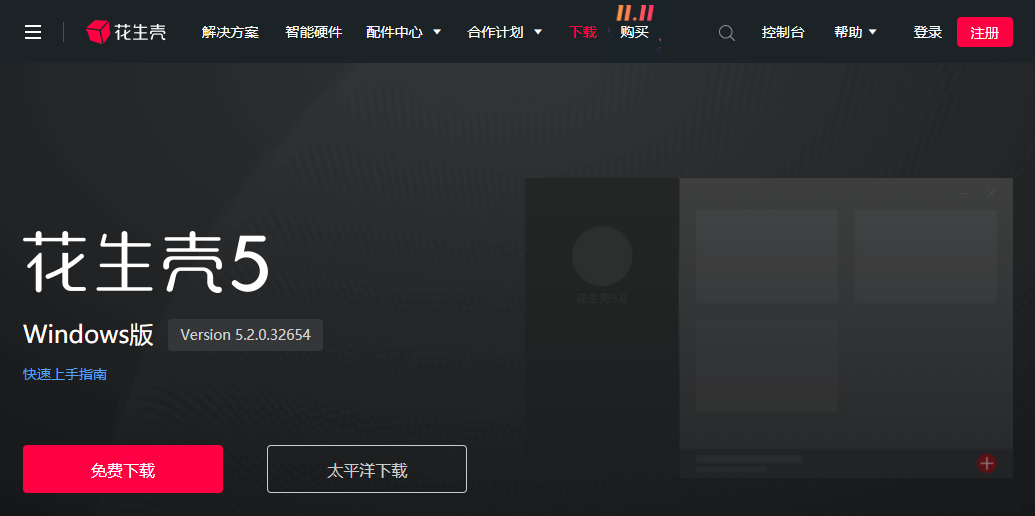 花生壳 解决方案 智能硬件 配件中心 合作计划 下载 11.11 购买 控制台 帮助 登录 注册
花生壳5
花生壳5.0
Windows版 Version 5.2.0.32654
快速上手指南
免费下载 太平洋下载